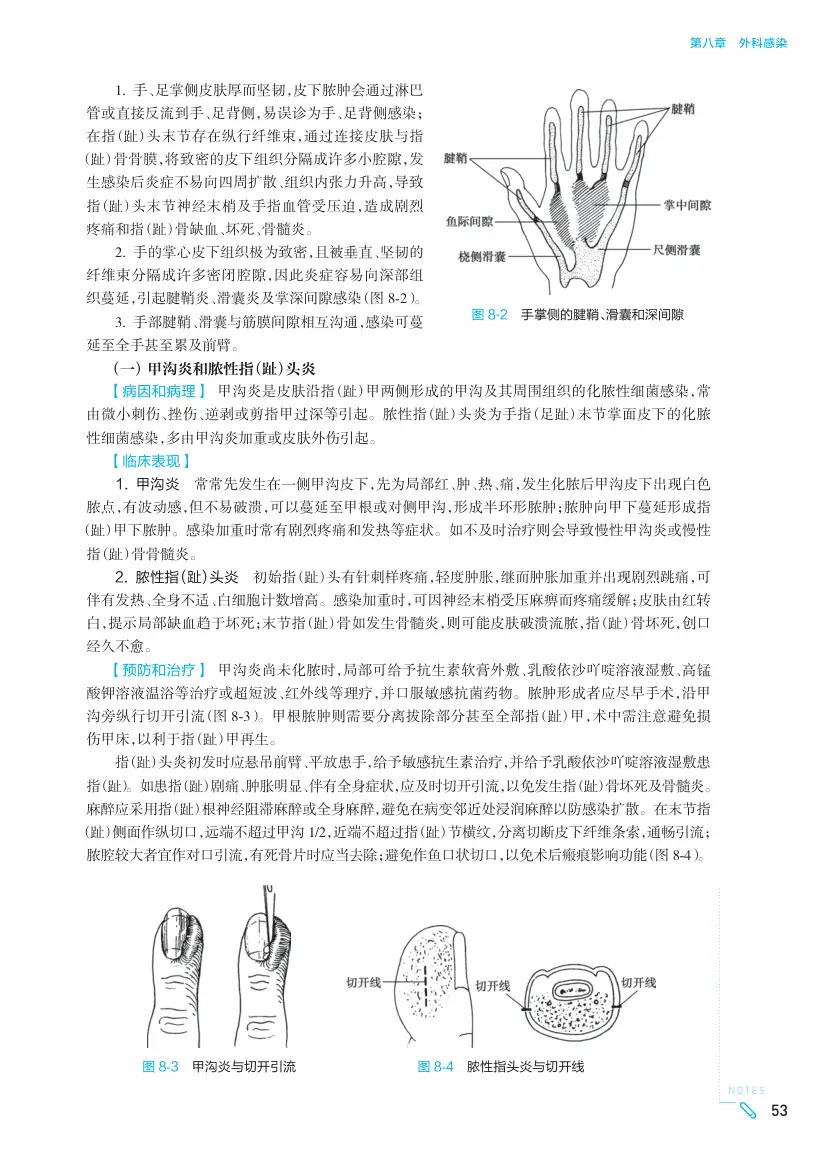 第八章 外科感染
1. 手、足掌侧皮肤厚而坚韧,皮下脓肿会通过淋巴
管或直接反流到手、足背侧,易误诊为手、足背侧感染;
在指(趾)头末节存在纵行纤维束,通过连接皮肤与指
(趾)骨骨膜,将致密的皮下组织分隔成许多小腔隙,发
生感染后炎症不易向四周扩散、组织内张力升高,导致
指(趾)头末节神经末梢及手指血管受压迫,造成剧烈
疼痛和指(趾)骨缺血、坏死、骨髓炎。
2. 手的掌心皮下组织极为致密,且被垂直、坚韧的
纤维束分隔成许多密闭腔隙,因此炎症容易向深部组
织蔓延,引起腱鞘炎、滑囊炎及掌深间隙感染(图 8-2)。
3. 手部腱鞘、滑囊与筋膜间隙相互沟通,感染可蔓
延至全手甚至累及前臂。
腱鞘
腱鞘
掌中间隙
鱼际间隙
尺侧滑囊
桡侧滑囊
图 8-2 手掌侧的腱鞘、滑囊和深间隙
(一) 甲沟炎和脓性指(趾)头炎
【病因和病理】 甲沟炎是皮肤沿指(趾)甲两侧形成的甲沟及其周围组织的化脓性细菌感染,常
由微小刺伤、挫伤、逆剥或剪指甲过深等引起。脓性指(趾)头炎为手指(足趾)末节掌面皮下的化脓
性细菌感染,多由甲沟炎加重或皮肤外伤引起。
【临床表现】
1. 甲沟炎 常常先发生在一侧甲沟皮下,先为局部红、肿、热、痛,发生化脓后甲沟皮下出现白色
脓点,有波动感,但不易破溃,可以蔓延至甲根或对侧甲沟,形成半环形脓肿;脓肿向甲下蔓延形成指
(趾)甲下脓肿。感染加重时常有剧烈疼痛和发热等症状。如不及时治疗则会导致慢性甲沟炎或慢性
指(趾)骨骨髓炎。
2. 脓性指(趾)头炎 初始指(趾)头有针刺样疼痛,轻度肿胀,继而肿胀加重并出现剧烈跳痛,可
伴有发热、全身不适、白细胞计数增高。感染加重时,可因神经末梢受压麻痹而疼痛缓解;皮肤由红转
白,提示局部缺血趋于坏死;末节指(趾)骨如发生骨髓炎,则可能皮肤破溃流脓,指(趾)骨坏死,创口
经久不愈。
【预防和治疗】 甲沟炎尚未化脓时,局部可给予抗生素软膏外敷、乳酸依沙吖啶溶液湿敷、高锰
酸钾溶液温浴等治疗或超短波、红外线等理疗,并口服敏感抗菌药物。脓肿形成者应尽早手术,沿甲
沟旁纵行切开引流(图 8-3)。甲根脓肿则需要分离拔除部分甚至全部指(趾)甲,术中需注意避免损
伤甲床,以利于指(趾)甲再生。
指(趾)头炎初发时应悬吊前臂、平放患手,给予敏感抗生素治疗,并给予乳酸依沙吖啶溶液湿敷患
指(趾)。如患指(趾)剧痛、肿胀明显、伴有全身症状,应及时切开引流,以免发生指(趾)骨坏死及骨髓炎。
麻醉应采用指(趾)根神经阻滞麻醉或全身麻醉,避免在病变邻近处浸润麻醉以防感染扩散。在末节指
(趾)侧面作纵切口,远端不超过甲沟 1/2,近端不超过指(趾)节横纹,分离切断皮下纤维条索,通畅引流;
脓腔较大者宜作对口引流,有死骨片时应当去除;避免作鱼口状切口,以免术后瘢痕影响功能(图 8-4)。
切开线
切开线
切开线
图 8-3 甲沟炎与切开引流
图 8-4 脓性指头炎与切开线
NOTES
53